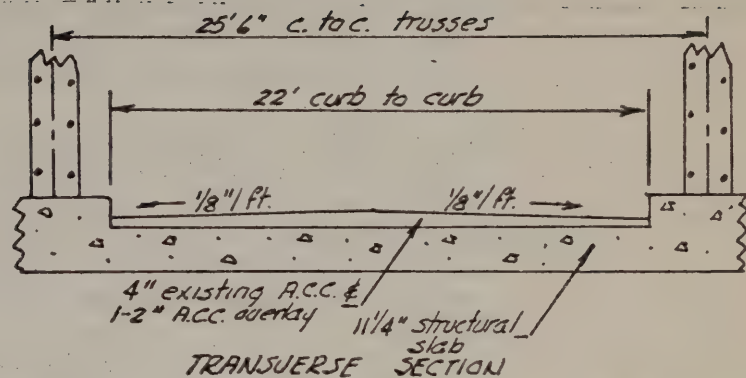 25'6" c. to c. trusses
22' curb to curb
1/8"/ft.
1/8"/ft.
4" existing A.C.C. &
1-2" A.C.C. overlay
11 1/4" structural
slab
TRANSVERSE SECTION